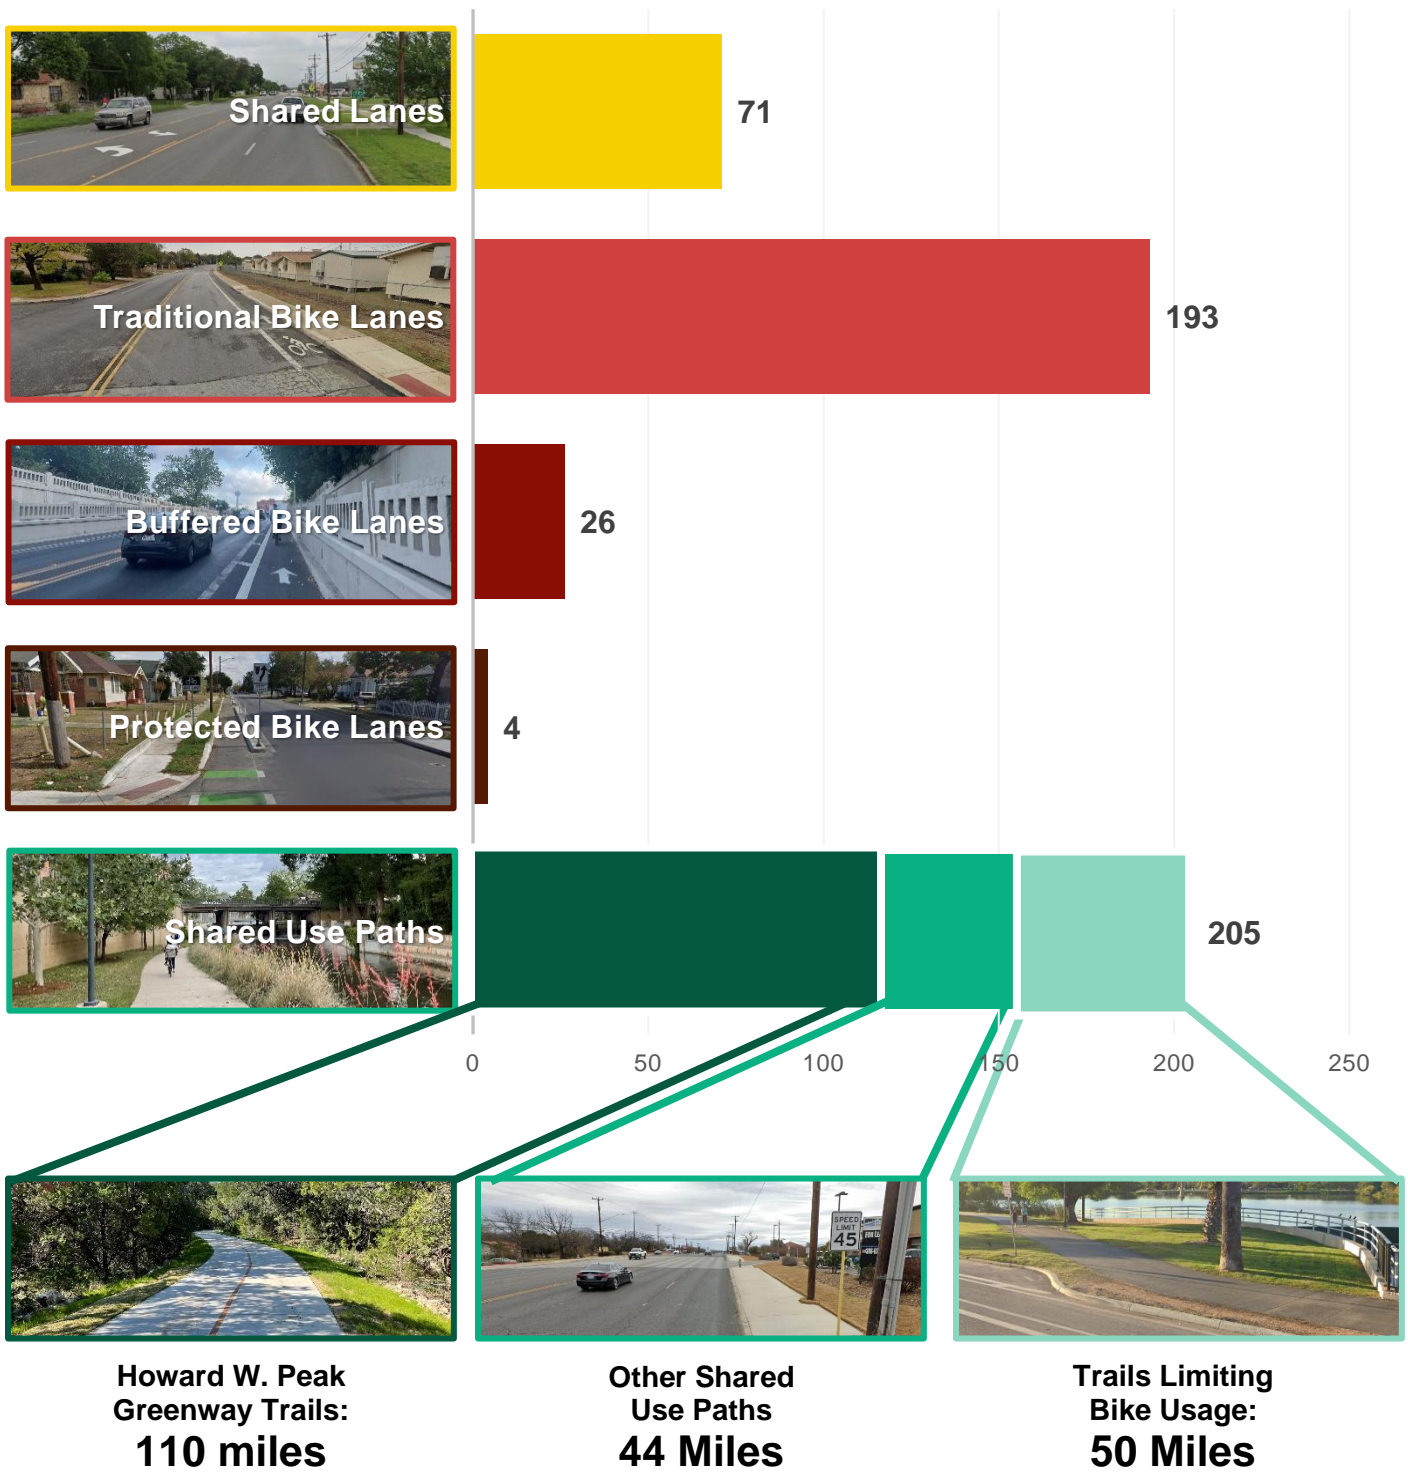 Shared Lanes
71
Traditional Bike Lanes
193
Buffered Bike Lanes
26
Protected Bike Lanes
4
Shared Use Paths
205
0 50 100 150 200 250
SPEED
LIMIT
45
Howard W. Peak
Greenway Trails:
110 miles
Other Shared
Use Paths
44 Miles
Trails Limiting
Bike Usage:
50 Miles